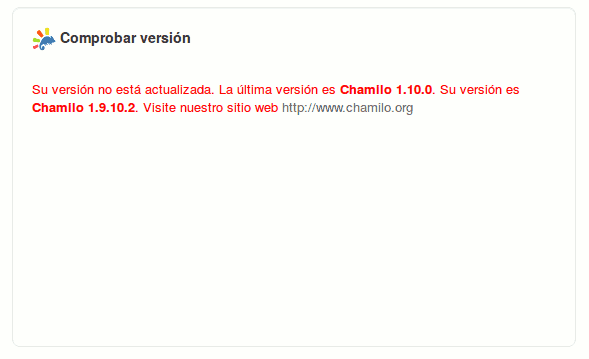 Comprobar versión
Su versión no está actualizada. La última versión es Chamilo 1.10.0. Su versión es
Chamilo 1.9.10.2. Visite nuestro sitio web http://www.chamilo.org